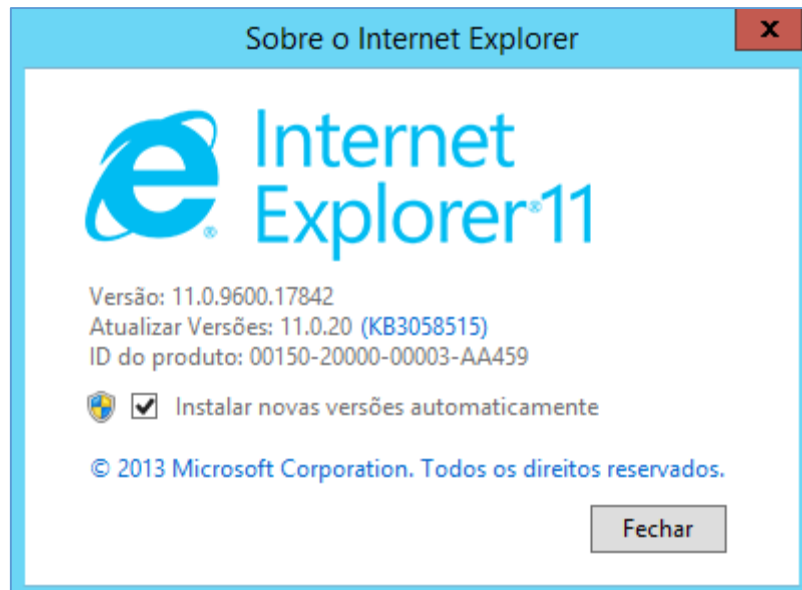 Sobre o Internet Explorer
x
Internet
Explorer®11
Versão: 11.0.9600.17842
Atualizar Versões: 11.0.20 (KB3058515)
ID do produto: 00150-20000-00003-AA459
Instalar novas versões automaticamente
© 2013 Microsoft Corporation. Todos os direitos reservados.
Fechar